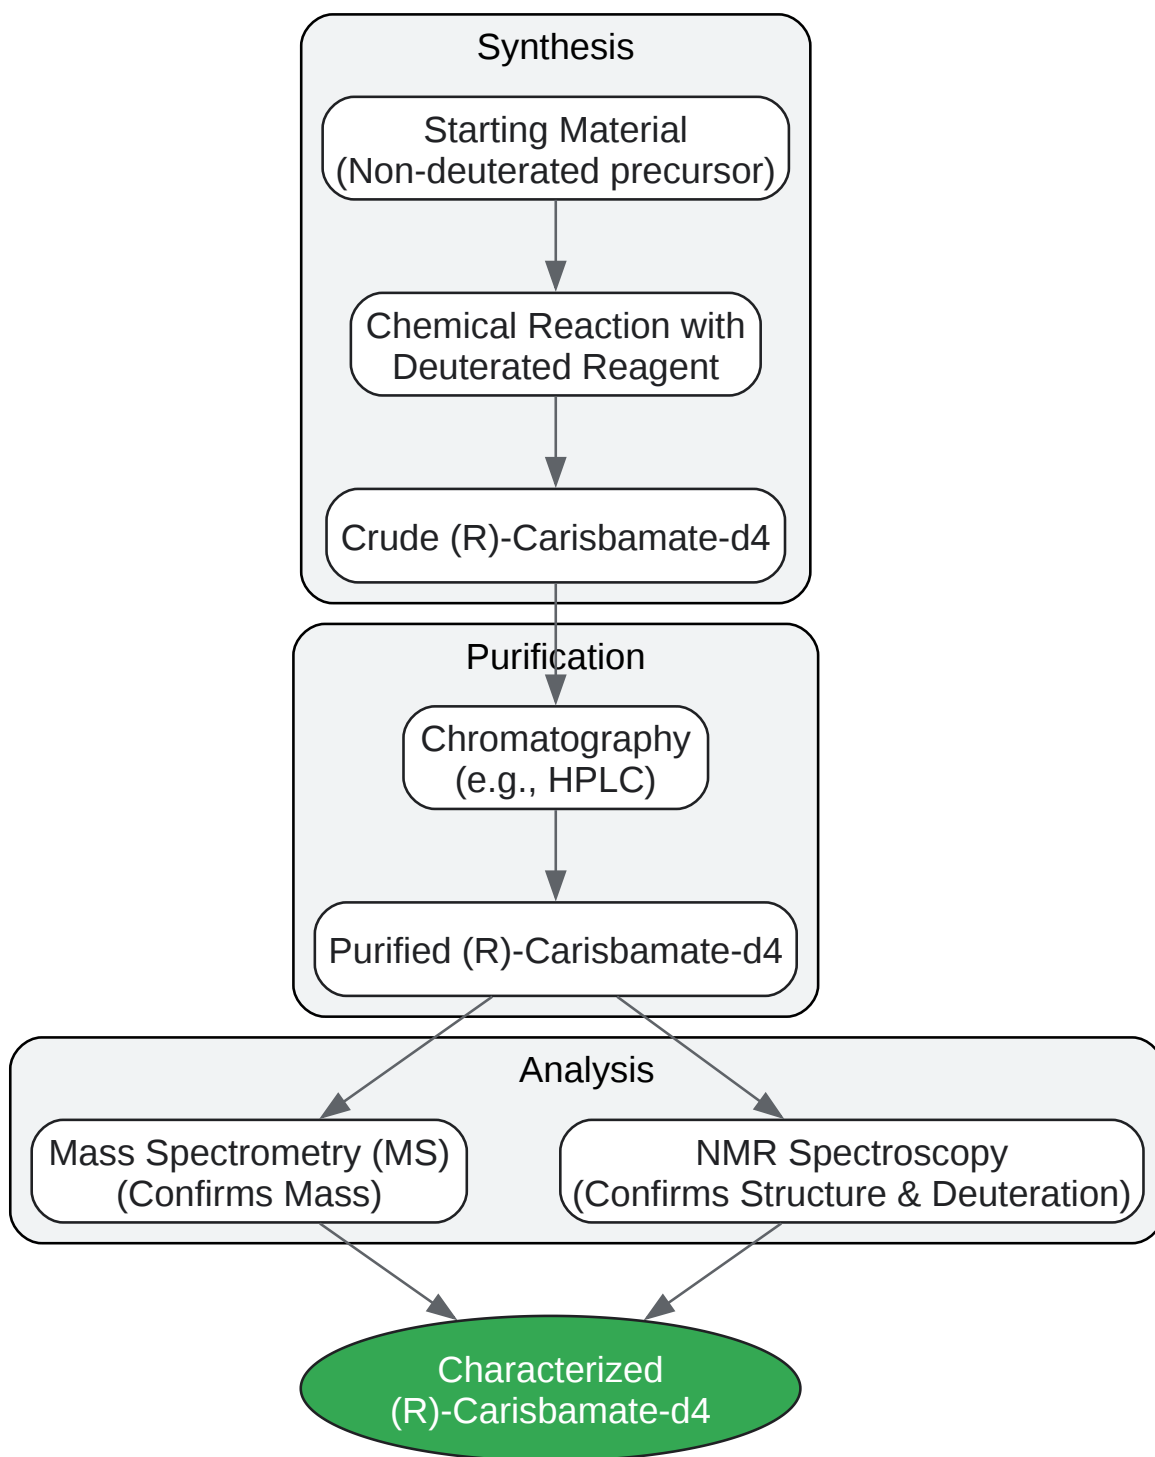 Synthesis
Starting Material
(Non-deuterated precursor)
Chemical Reaction with
Deuterated Reagent
Crude (R)-Carisbamate-d4
Purification
Chromatography
(e.g., HPLC)
Purified (R)-Carisbamate-d4
Analysis
Mass Spectrometry (MS)
(Confirms Mass)
NMR Spectroscopy
(Confirms Structure & Deuteration)
Characterized
(R)-Carisbamate-d4